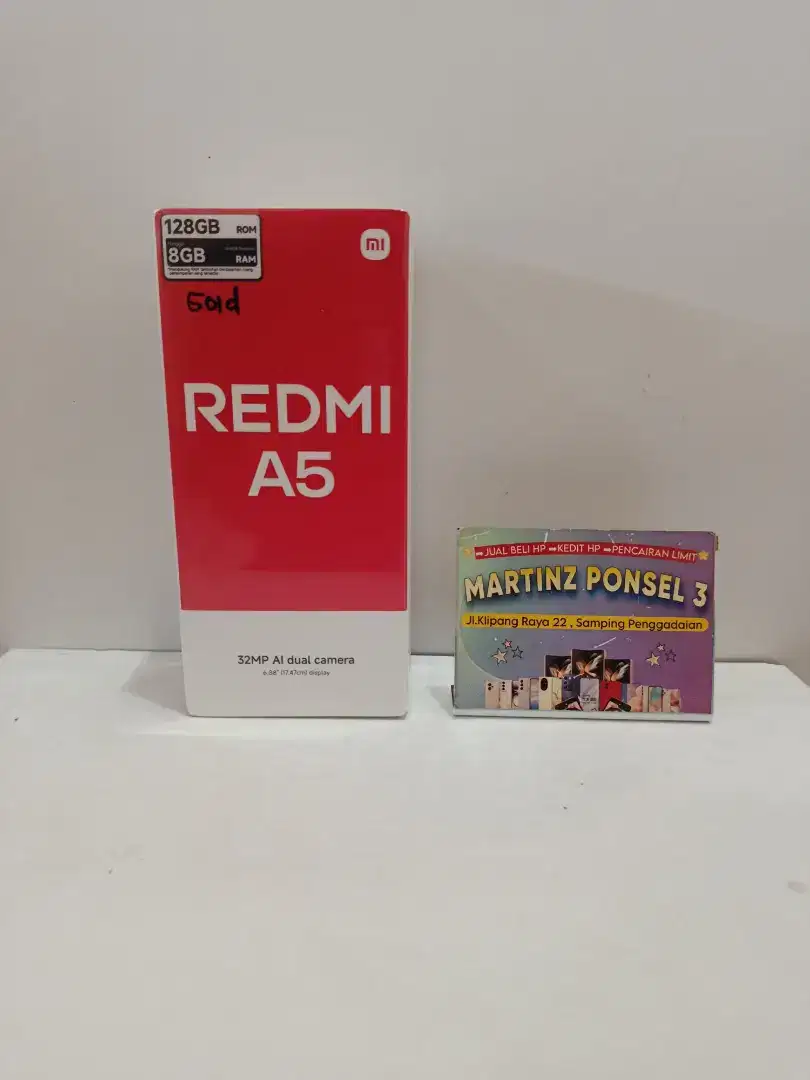 128GB ROM
8GB RAM
mi
Gold
REDMI
A5
32MP AI dual camera
6.88" (17.47cm) display
JUAL BELI HP ➡KEDIT HP ➡PENCAIRAN LIMIT
MARTINZ PONSEL 3
Jl.Klipang Raya 22 , Samping Penggadaian